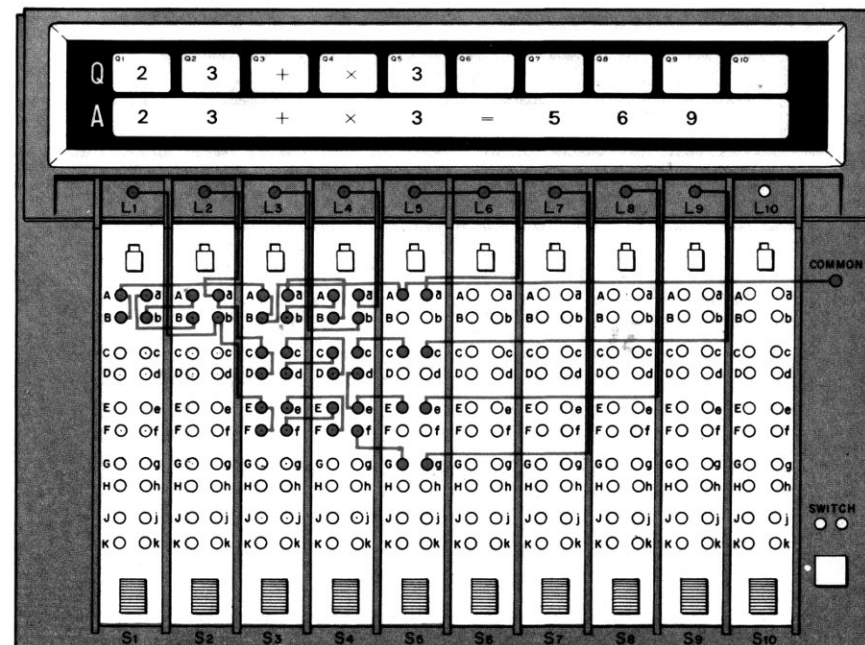 Q1 Q2 Q3 Q4 Q5 Q6 Q7 Q8 Q9 Q10
Q 2 3 + × 3
A 2 3 + × 3 = 5 6 9
L1 L2 L3 L4 L5 L6 L7 L8 L9 L10
COMMON
A a A a A a A a A a A a A a A a A a A a
B b B b B b B b B b B b B b B b B b B b
C c C c C c C c C c C c C c C c C c C c
D d D d D d D d D d D d D d D d D d D d
E e E e E e E e E e E e E e E e E e E e
F f F f F f F f F f F f F f F f F f F f
G g G g G g G g G g G g G g G g G g G g
H h H h H h H h H h H h H h H h H h H h
SWITCH
J j J j J j J j J j J j J j J j J j J j
K k K k K k K k K k K k K k K k K k K k
S1 S2 S3 S4 S5 S6 S7 S8 S9 S10